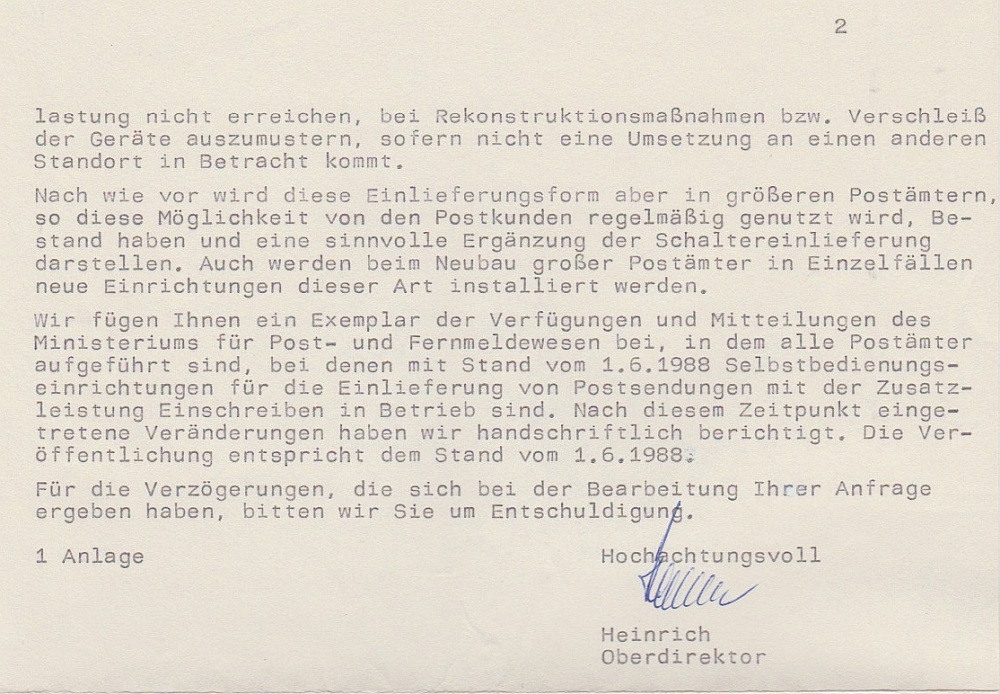 2
lastung nicht erreichen, bei Rekonstruktionsmaßnahmen bzw. Verschleiß
der Geräte auszumustern, sofern nicht eine Umsetzung an einen anderen
Standort in Betracht kommt.
Nach wie vor wird diese Einlieferungsform aber in größeren Postämtern,
so diese Möglichkeit von den Postkunden regelmäßig genutzt wird, Be-
stand haben und eine sinnvolle Ergänzung der Schaltereinlieferung
darstellen. Auch werden beim Neubau großer Postämter in Einzelfällen
neue Einrichtungen dieser Art installiert werden.
Wir fügen Ihnen ein Exemplar der Verfügungen und Mitteilungen des
Ministeriums für Post- und Fernmeldewesen bei, in dem alle Postämter
aufgeführt sind, bei denen mit Stand vom 1.6.1988 Selbstbedienungs-
einrichtungen für die Einlieferung von Postsendungen mit der Zusatz-
leistung Einschreiben in Betrieb sind. Nach diesem Zeitpunkt einge-
tretene Veränderungen haben wir handschriftlich berichtigt. Die Ver-
öffentlichung entspricht dem Stand vom 1.6.1988.
Für die Verzögerungen, die sich bei der Bearbeitung Ihrer Anfrage
ergeben haben, bitten wir Sie um Entschuldigung.
1 Anlage
Hochachtungsvoll
Heinrich
Oberdirektor